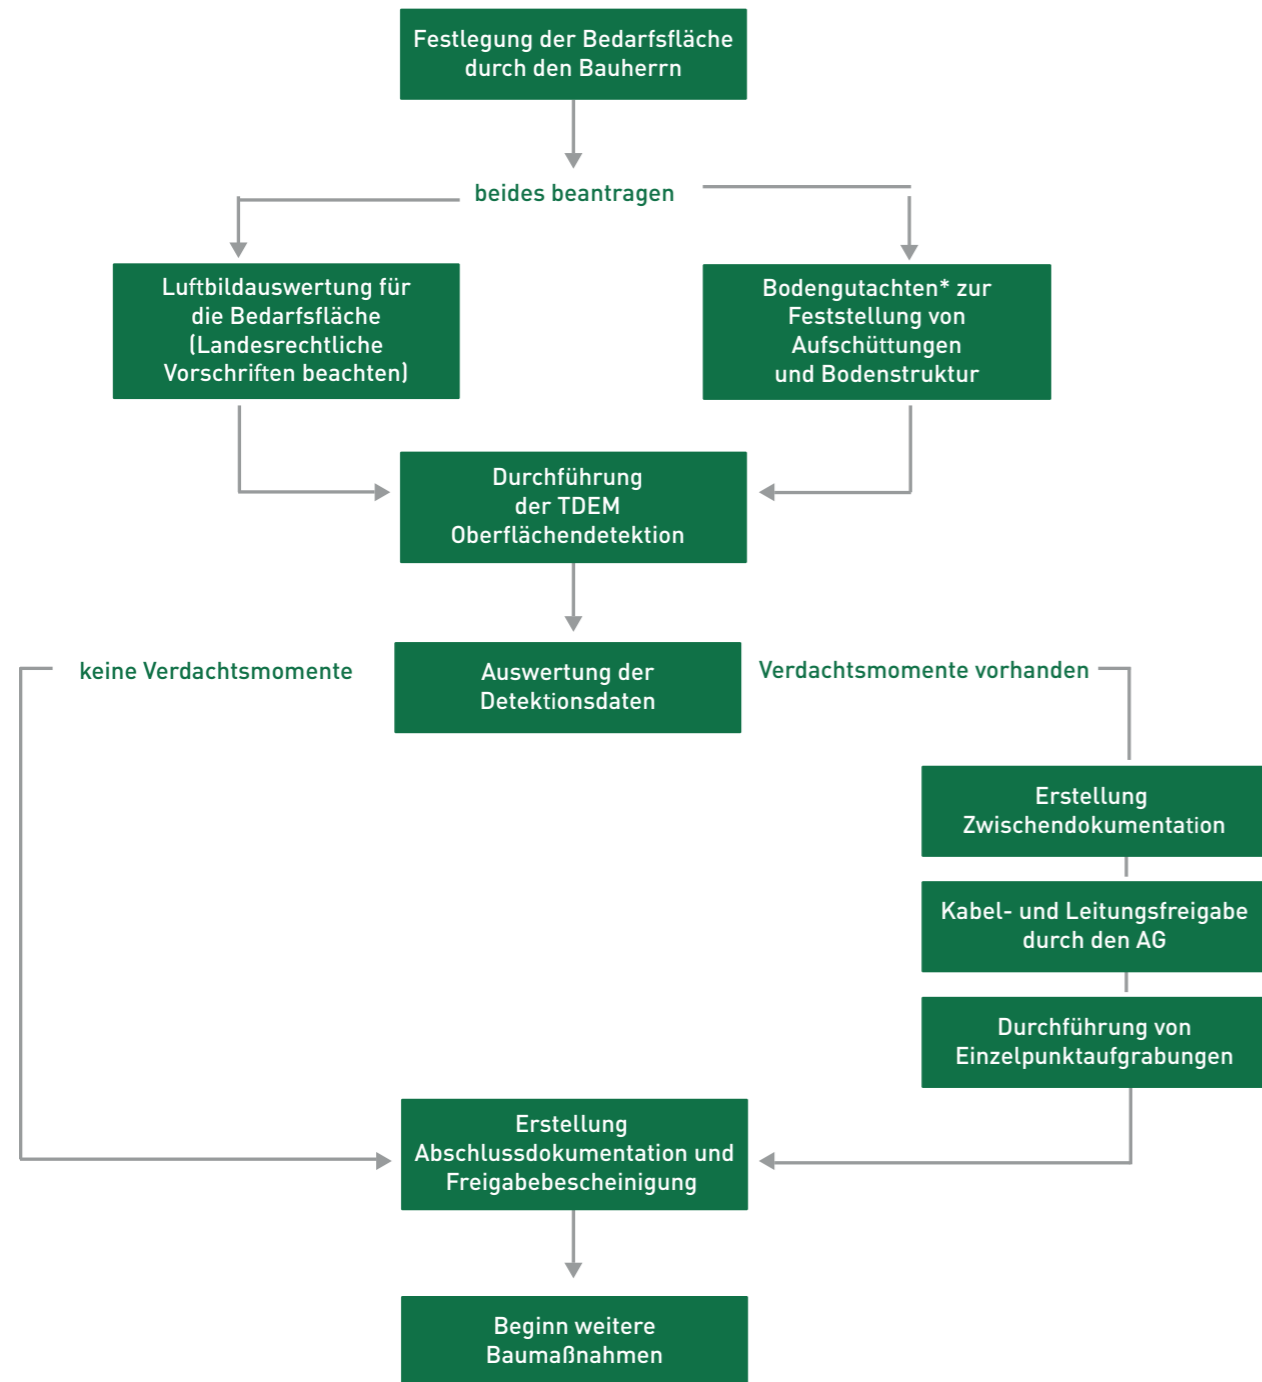 Festlegung der Bedarfsfläche
durch den Bauherrn
beides beantragen
Luftbildauswertung für
die Bedarfsfläche
(Landesrechtliche
Vorschriften beachten)
Bodengutachten* zur
Feststellung von
Aufschüttungen
und Bodenstruktur
Durchführung
der TDEM
Oberflächendetektion
keine Verdachtsmomente
Auswertung der
Detektionsdaten
Verdachtsmomente vorhanden
Erstellung
Zwischendokumentation
Kabel- und Leitungsfreigabe
durch den AG
Durchführung von
Einzelpunktaufgrabungen
Erstellung
Abschlussdokumentation und
Freigabebescheinigung
Beginn weitere
Baumaßnahmen